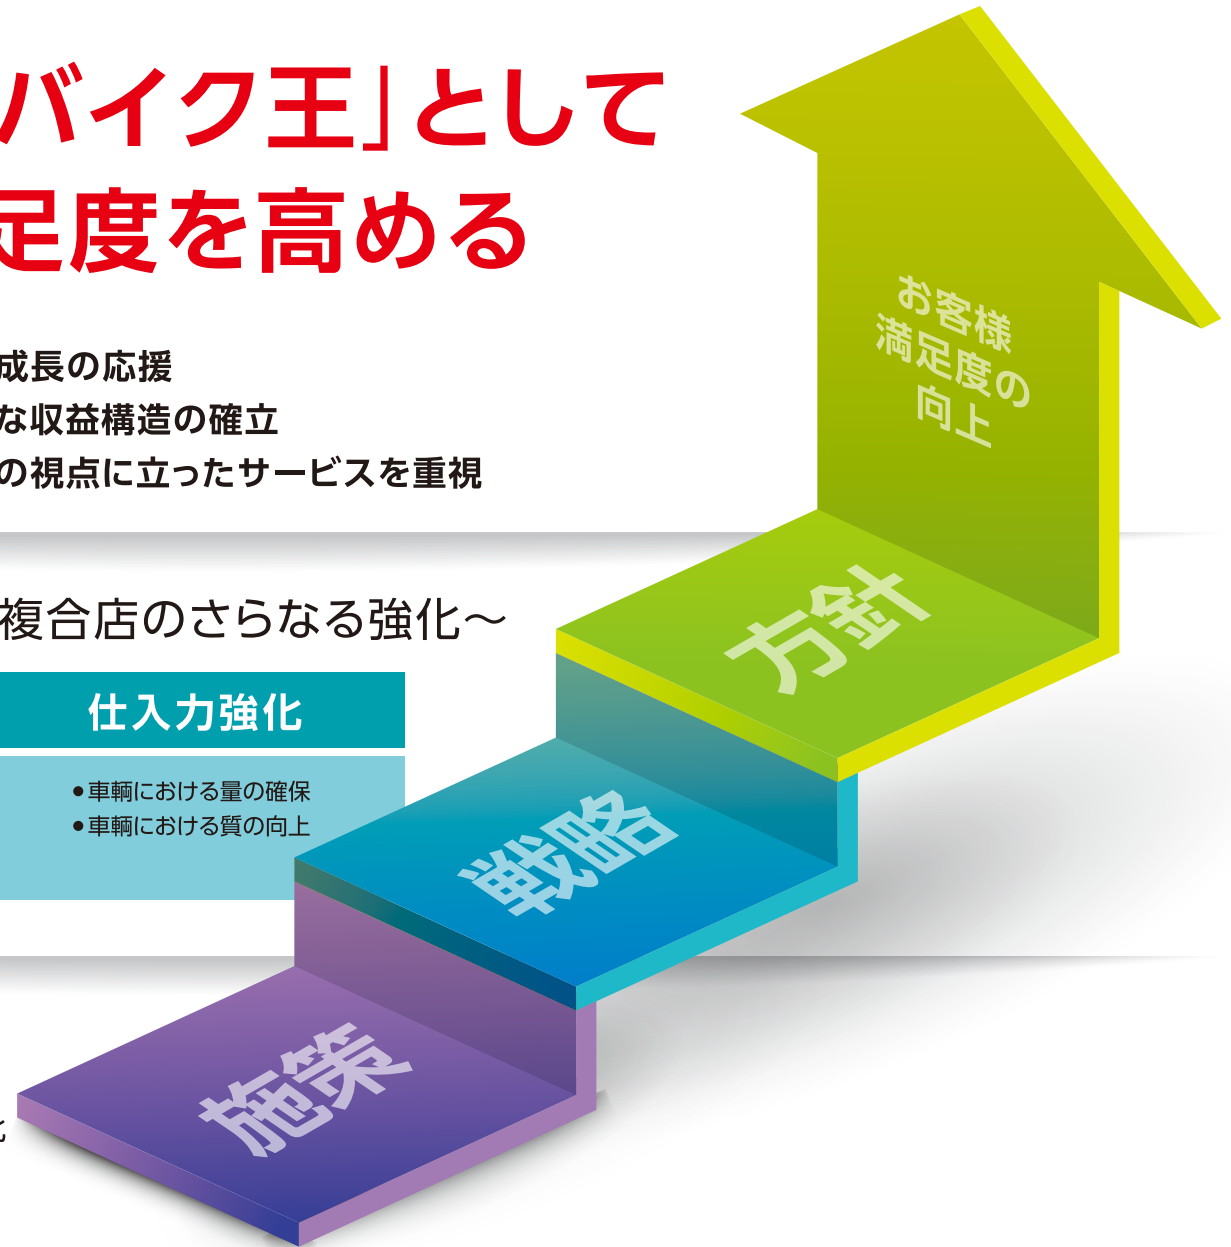 バイク王」として
足度を高める
成長の応援
な収益構造の確立
の視点に立ったサービスを重視
複合店のさらなる強化～
仕入力強化
●車輌における量の確保
●車輌における質の向上
お客様
満足度の
向上
方針
戦略
施策